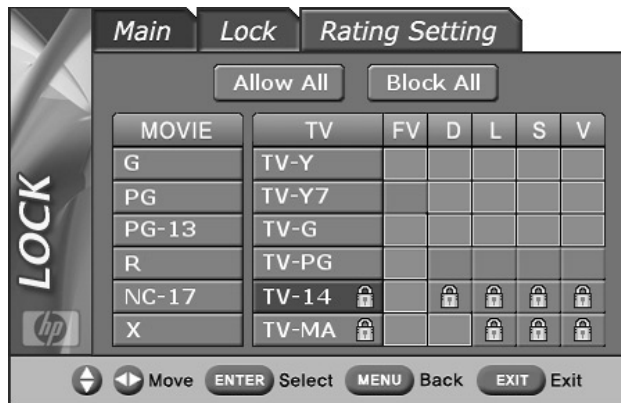 Main Lock Rating Setting
Allow All Block All
MOVIE TV FV D L S V
G TV-Y
PG TV-Y7
PG-13 TV-G
R TV-PG
NC-17 TV-14
X TV-MA
LOCK
hp
Move ENTER Select MENU Back EXIT Exit